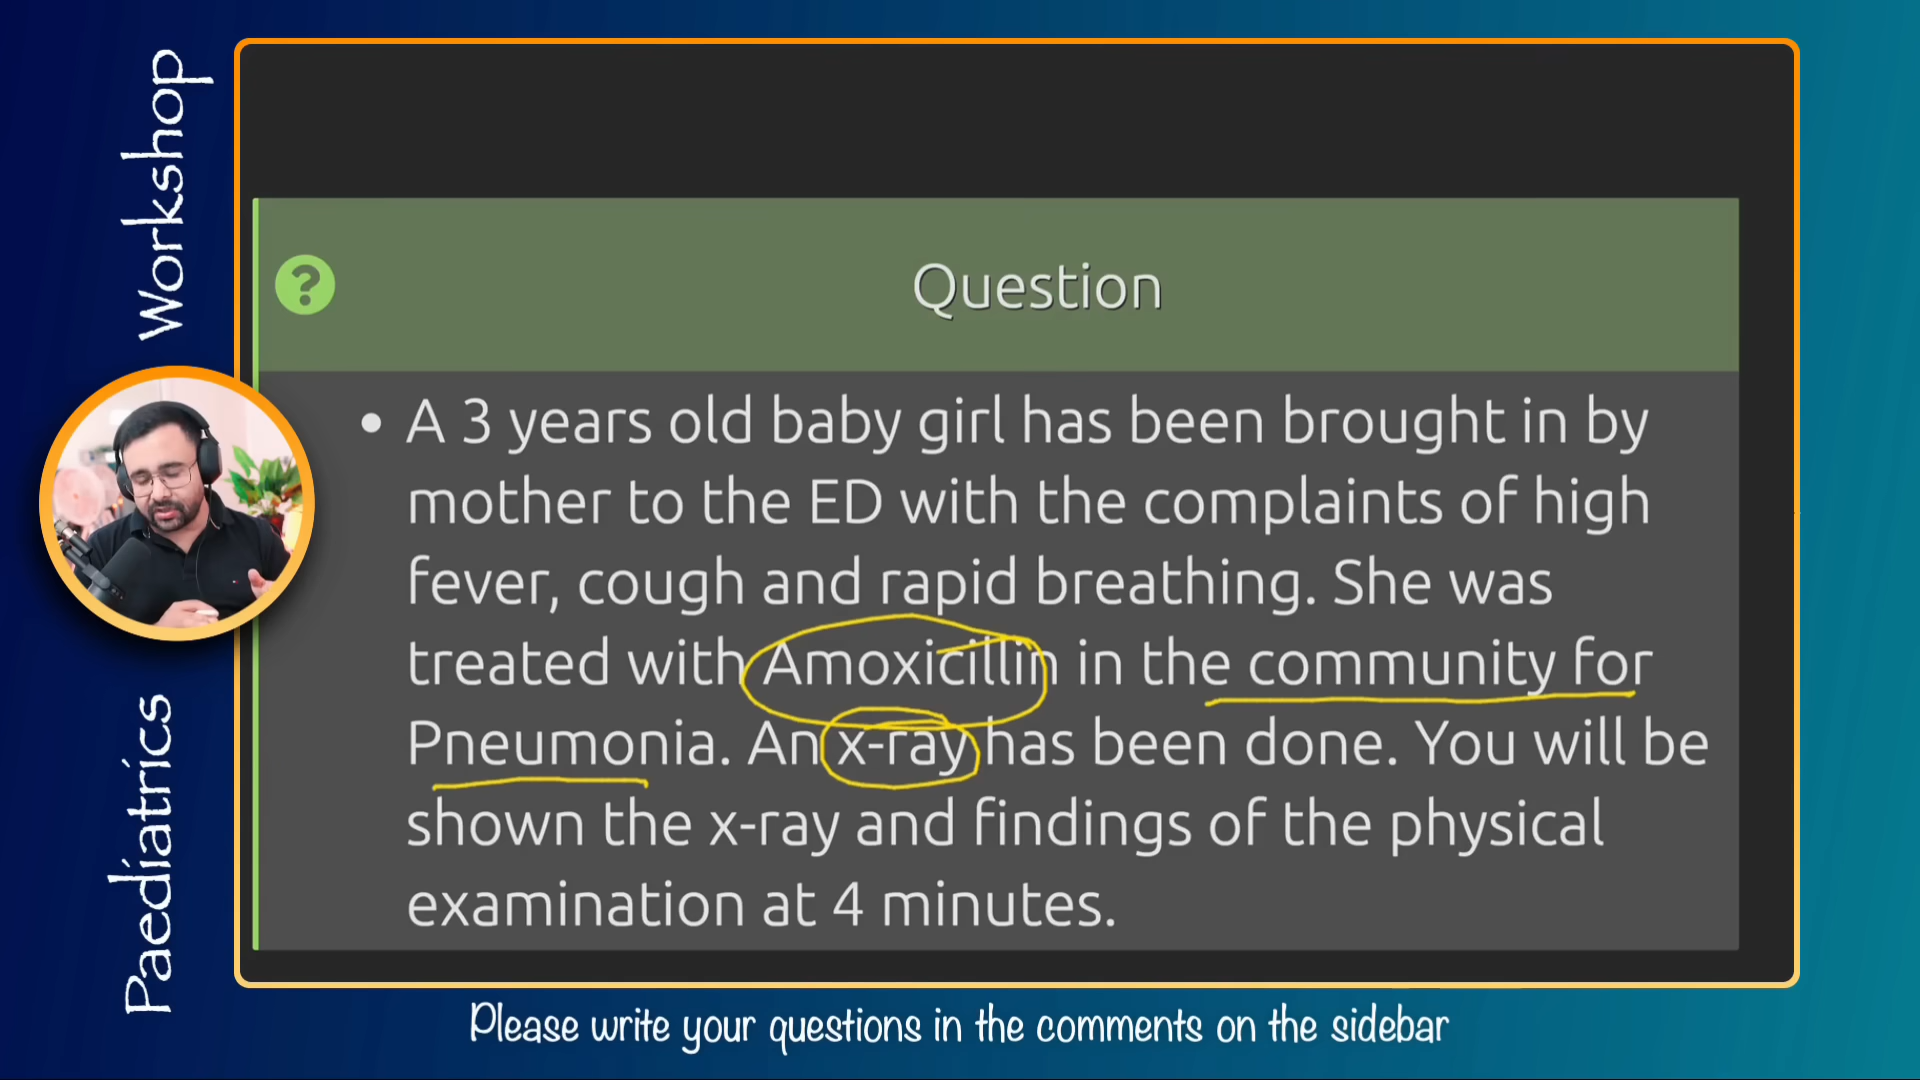 Paediatrics Workshop
?
Question
• A 3 years old baby girl has been brought in by
mother to the ED with the complaints of high
fever, cough and rapid breathing. She was
treated with Amoxicillin in the community for
Pneumonia. An x-ray has been done. You will be
shown the x-ray and findings of the physical
examination at 4 minutes.
Please write your questions in the comments on the sidebar